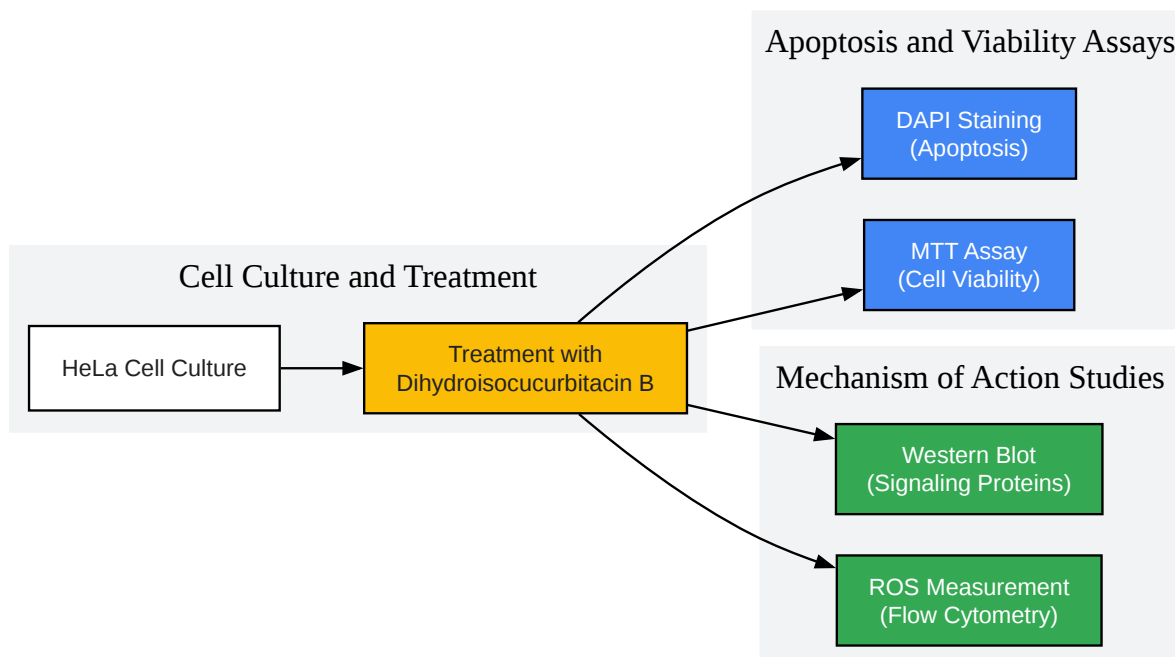 Cell Culture and Treatment
HeLa Cell Culture
Treatment with
Dihydroisocucurbitacin B
Apoptosis and Viability Assays
DAPI Staining
(Apoptosis)
MTT Assay
(Cell Viability)
Mechanism of Action Studies
Western Blot
(Signaling Proteins)
ROS Measurement
(Flow Cytometry)